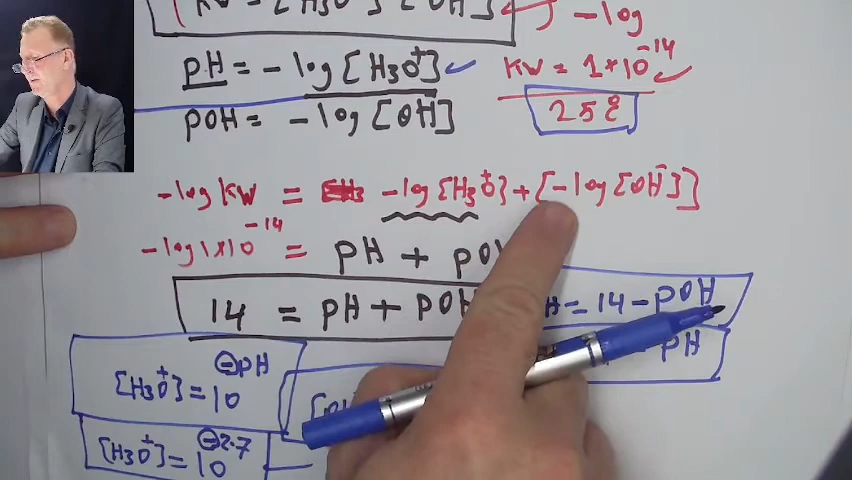 Kw = [H₃O⁺] [OH⁻] -log
pH = -log [H₃O⁺]
Kw = 1*10⁻¹⁴
pOH = -log [OH⁻]
25
-log Kw = -log [H₃O⁺] + [-log [OH⁻]]
-log 1*10⁻¹⁴ = pH + pOH
14 = pH + pOH
H = 14 - pOH
pH
[H₃O⁺] = 10^-pH
[H₃O⁺] = 10^-2.7